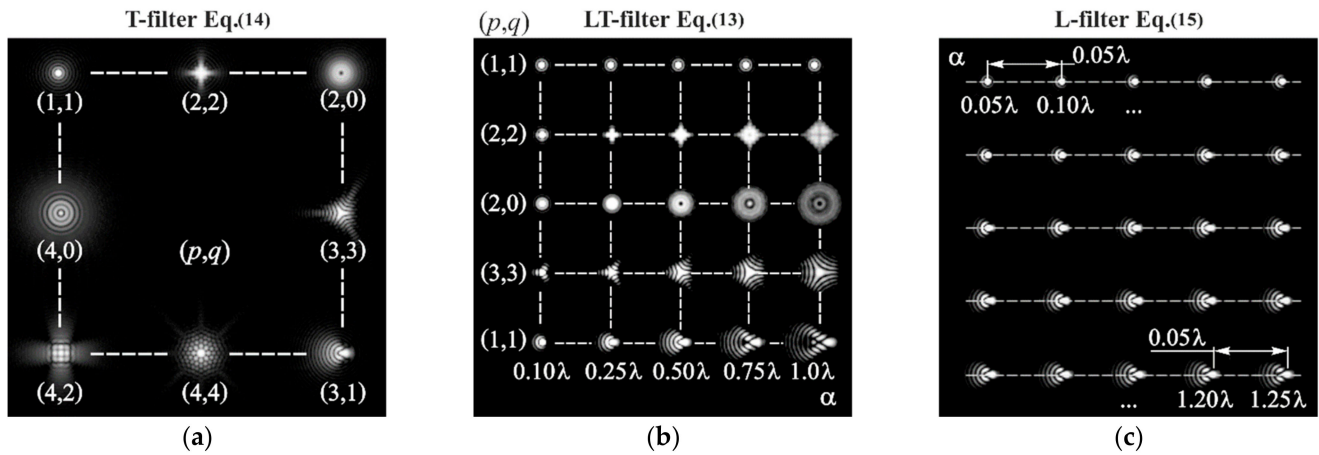 T-filter Eq.(14)
(1,1) (2,2) (2,0)
(4,0) (p,q) (3,3)
(4,2) (4,4) (3,1)
(a)
(p,q) LT-filter Eq.(13)
(1,1)
(2,2)
(2,0)
(3,3)
(1,1)
0.10λ 0.25λ 0.50λ 0.75λ 1.0λ
α
(b)
L-filter Eq.(15)
α 0.05λ
0.05λ 0.10λ ...
0.05λ
... 1.20λ 1.25λ
(c)